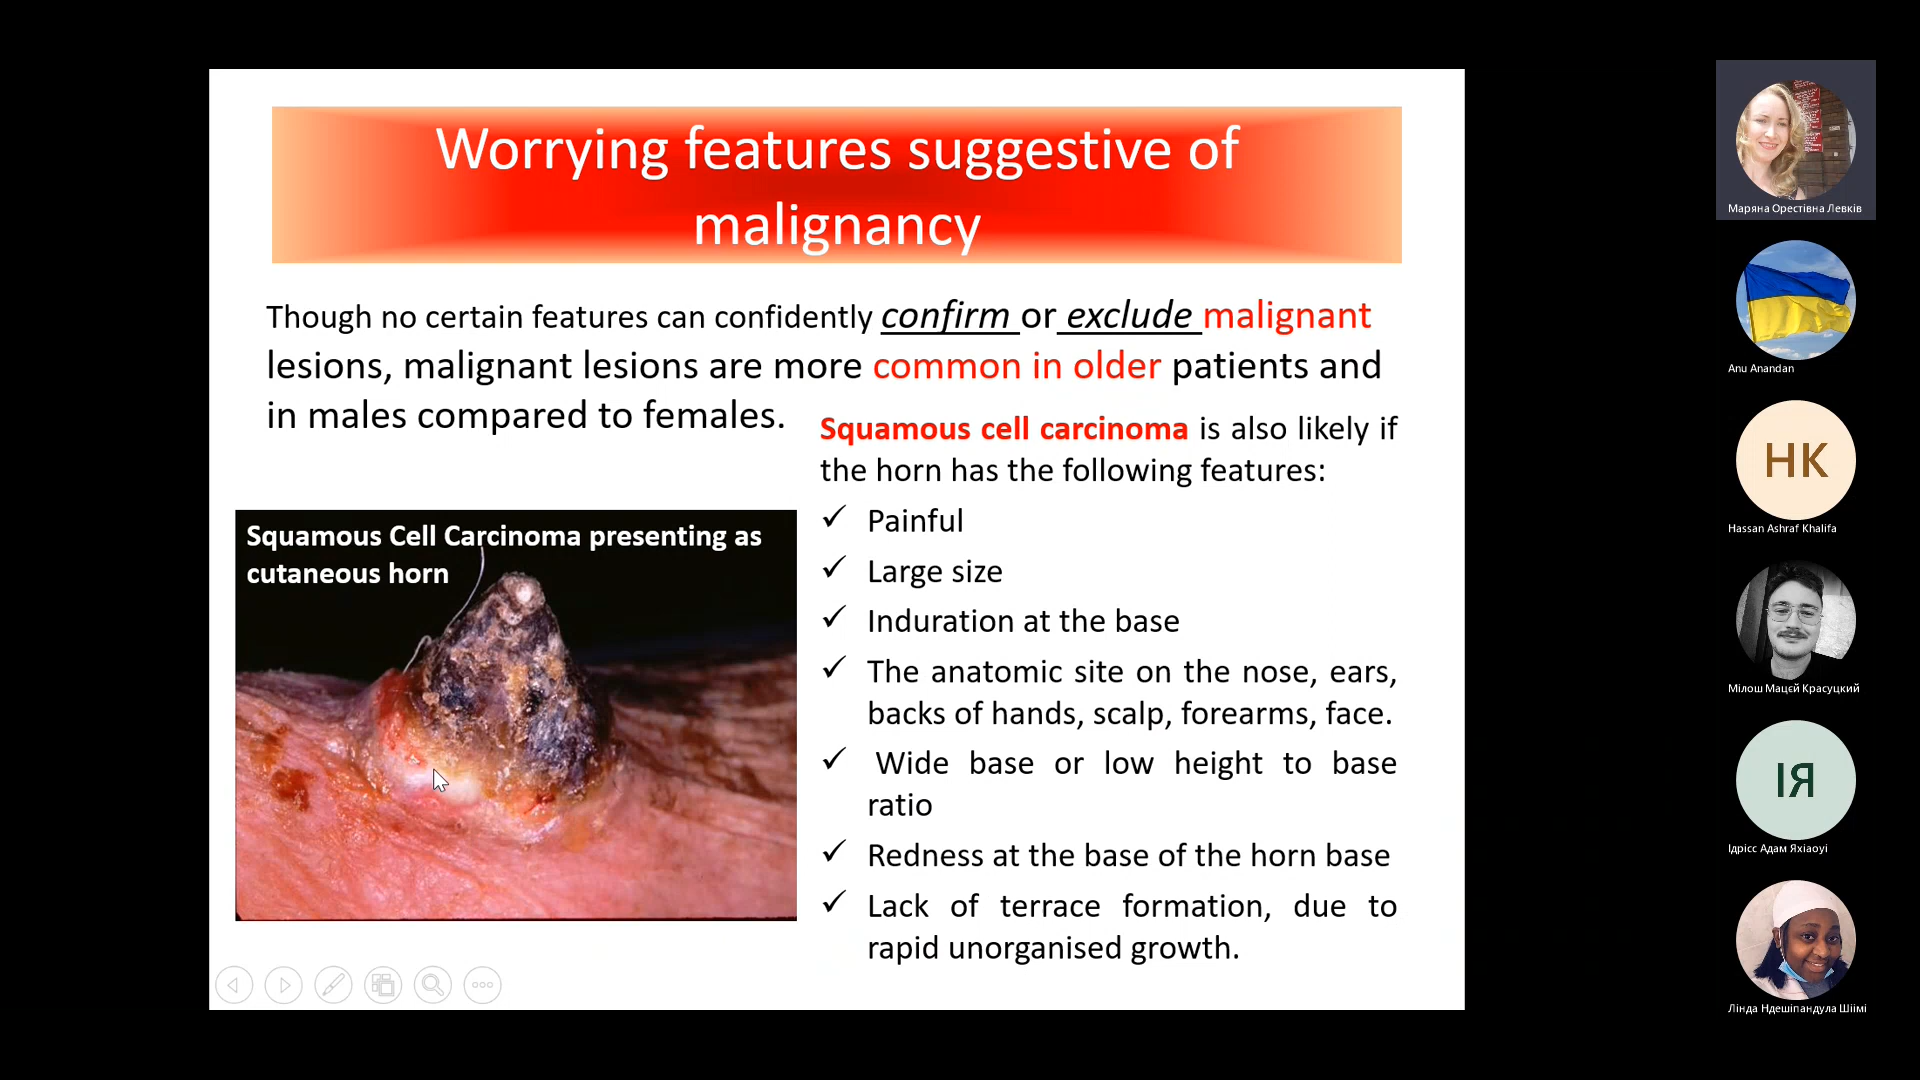 Worrying features suggestive of
malignancy
Though no certain features can confidently confirm or exclude malignant
lesions, malignant lesions are more common in older patients and
in males compared to females.
Squamous cell carcinoma is also likely if
the horn has the following features:
✓ Painful
✓ Large size
✓ Induration at the base
✓ The anatomic site on the nose, ears,
backs of hands, scalp, forearms, face.
✓ Wide base or low height to base
ratio
✓ Redness at the base of the horn base
✓ Lack of terrace formation, due to
rapid unorganised growth.
Squamous Cell Carcinoma presenting as
cutaneous horn
Маряна Орестівна Левків
Anu Anandan
НК
Hassan Ashraf Khalifa
Мілош Мацєй Красуцкий
ІЯ
Ідрісс Адам Яхіаоуі
Лінда Ндешіпандула Шіімі